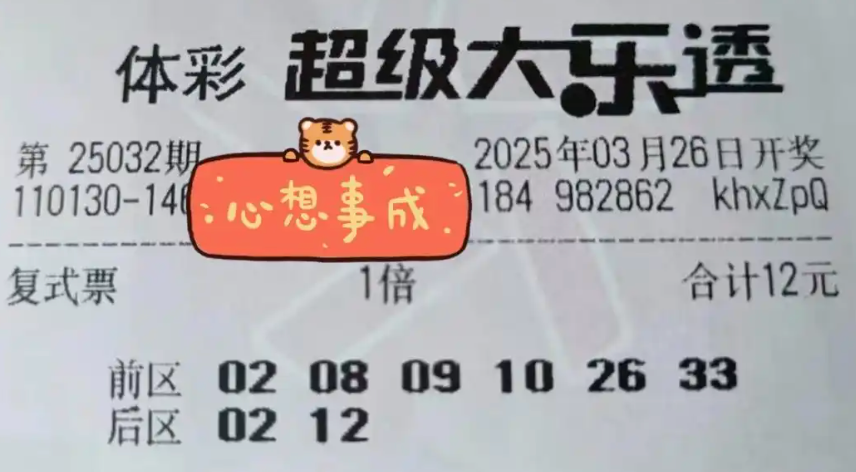 体彩 超级大乐透
第 25032期 2025年03月26日开奖
110130-14 184 982862 khxZpQ
心想事成
复式票 1倍 合计12元
前区 02 08 09 10 26 33
后区 02 12